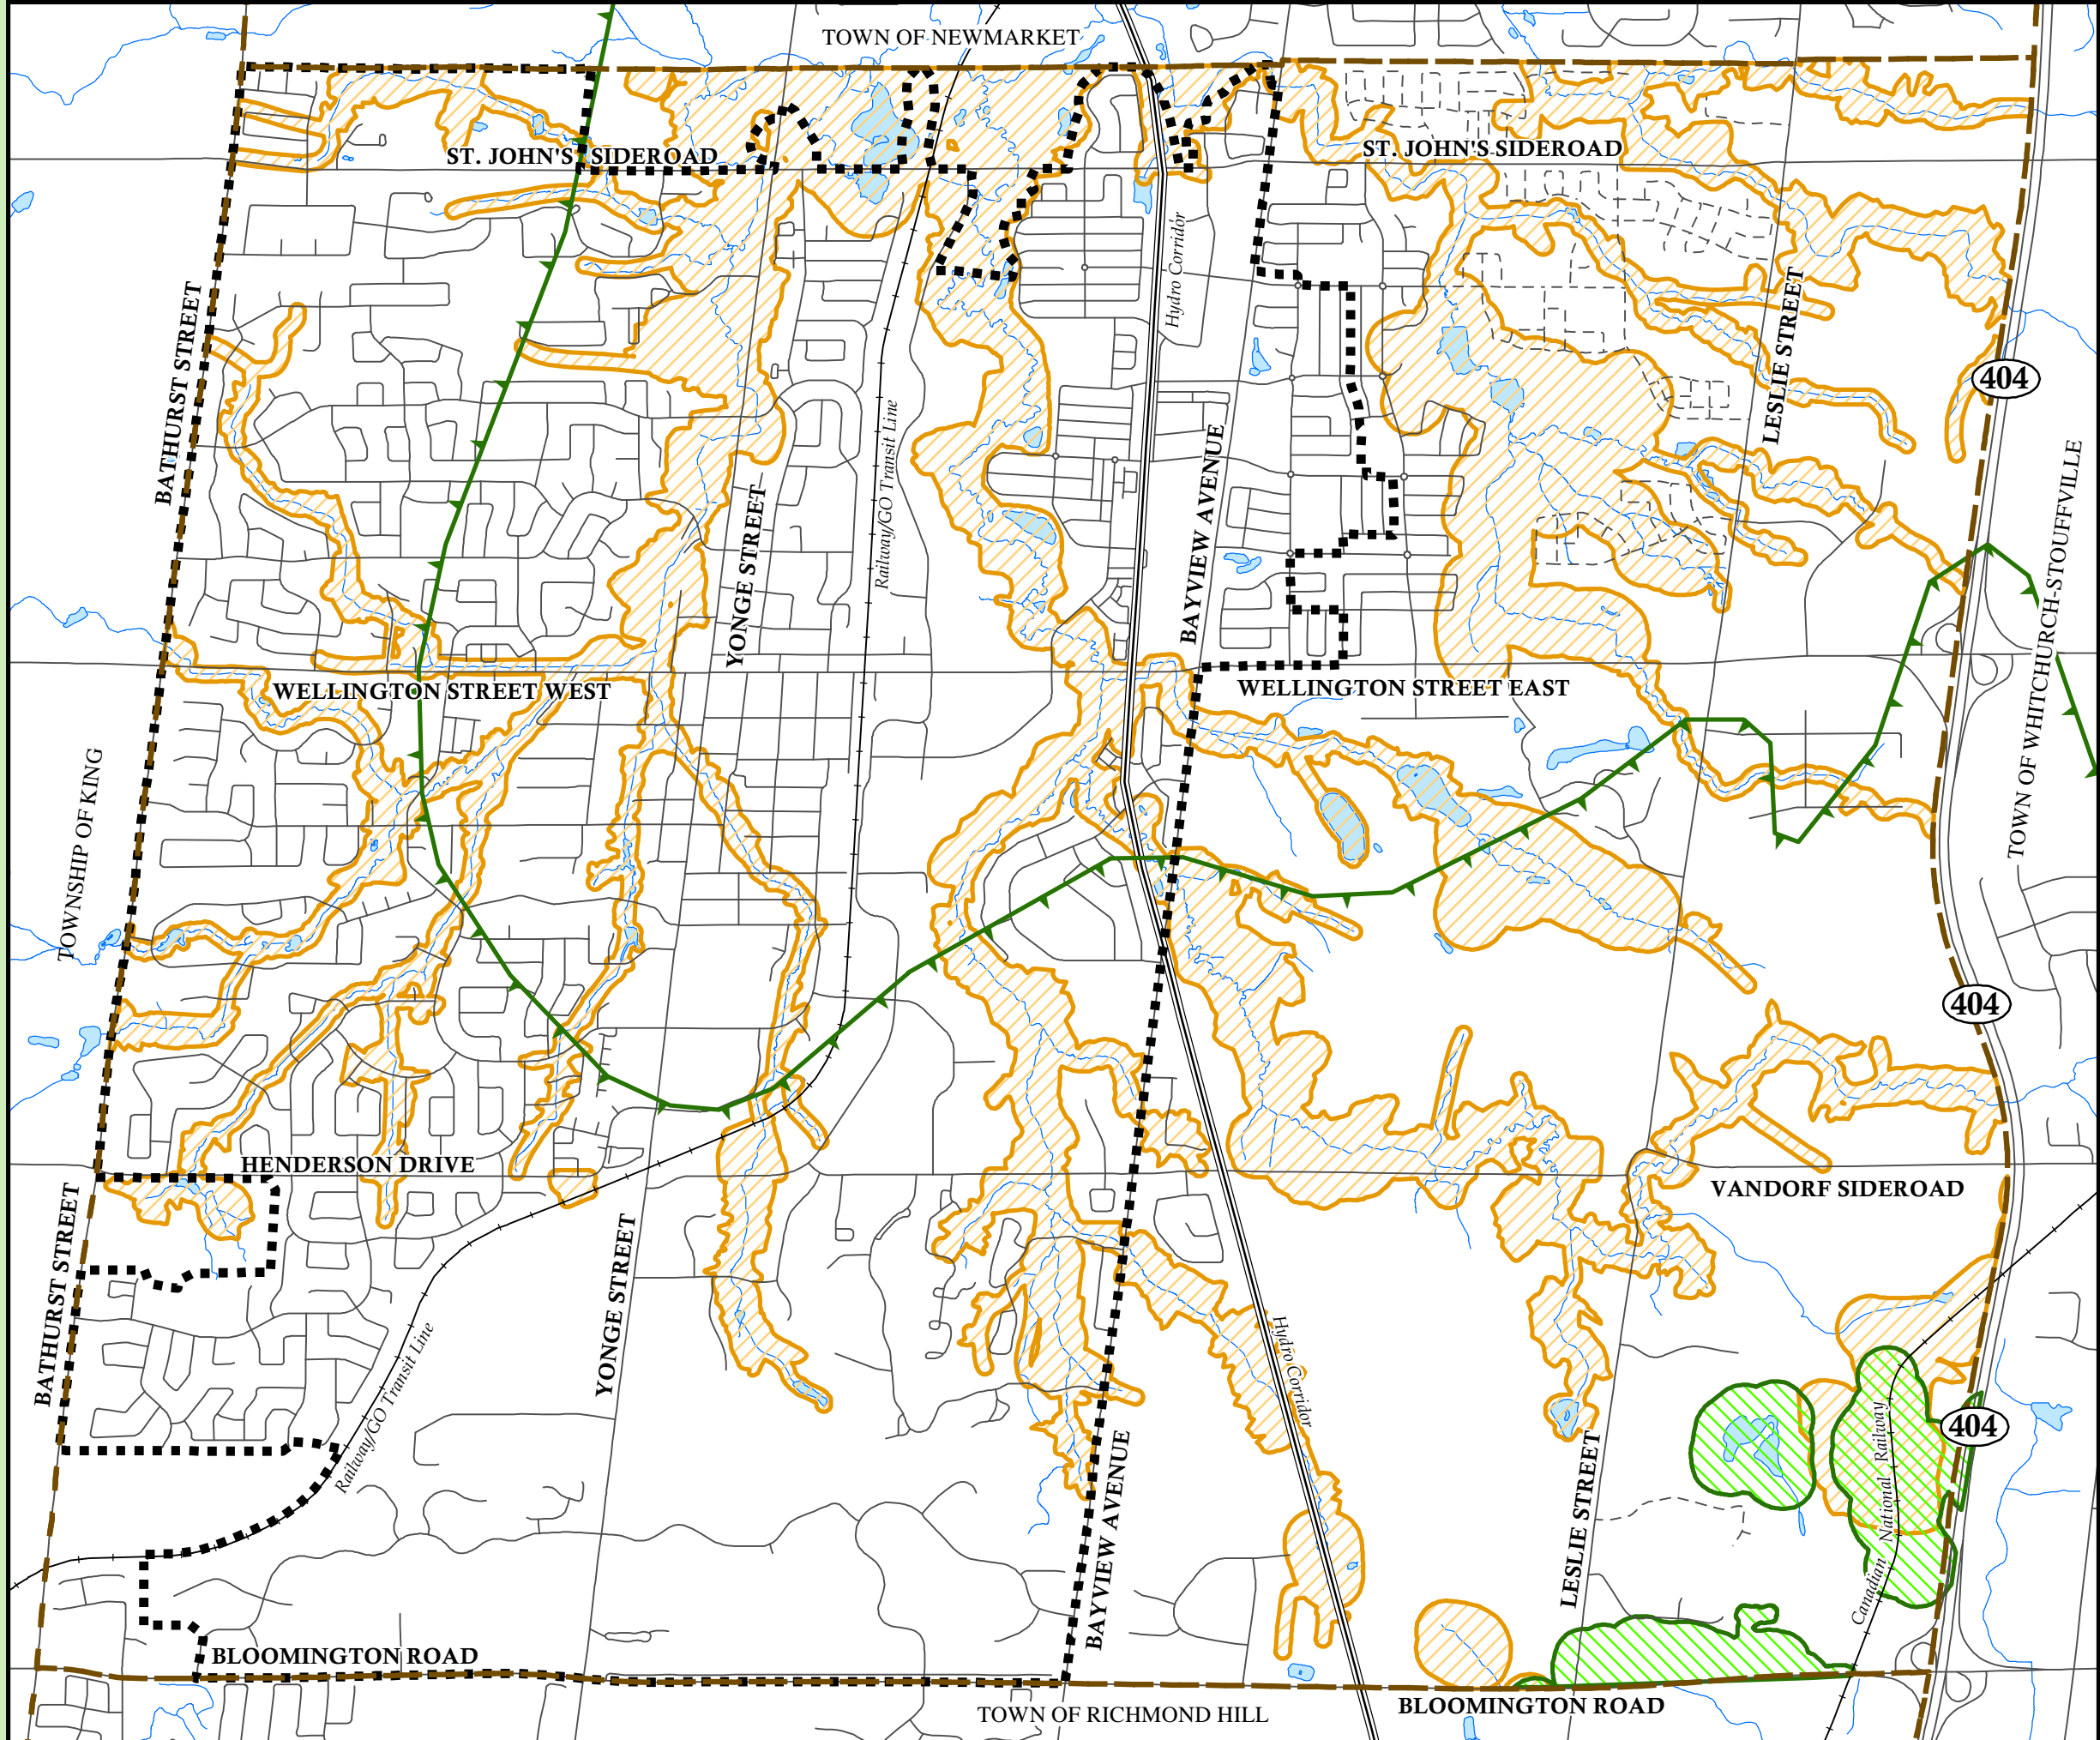 TOWN OF NEWMARKET
ST. JOHN'S SIDEROAD
ST. JOHN'S SIDEROAD
Hydro Corridor
BATHURST STREET
LESLIE STREET
404
Railway/GO Transit Line
BAYVIEW AVENUE
YONGE STREET
TOWN OF WHITCHURCH-STOUFFVILLE
WELLINGTON STREET WEST
WELLINGTON STREET EAST
TOWNSHIP OF KING
404
HENDERSON DRIVE
VANDORF SIDEROAD
BATHURST STREET
YONGE STREET
Railway/GO Transit Line
Hydro Corridor
404
BAYVIEW AVENUE
LESLIE STREET
Canadian National Railway
BLOOMINGTON ROAD
BLOOMINGTON ROAD
TOWN OF RICHMOND HILL